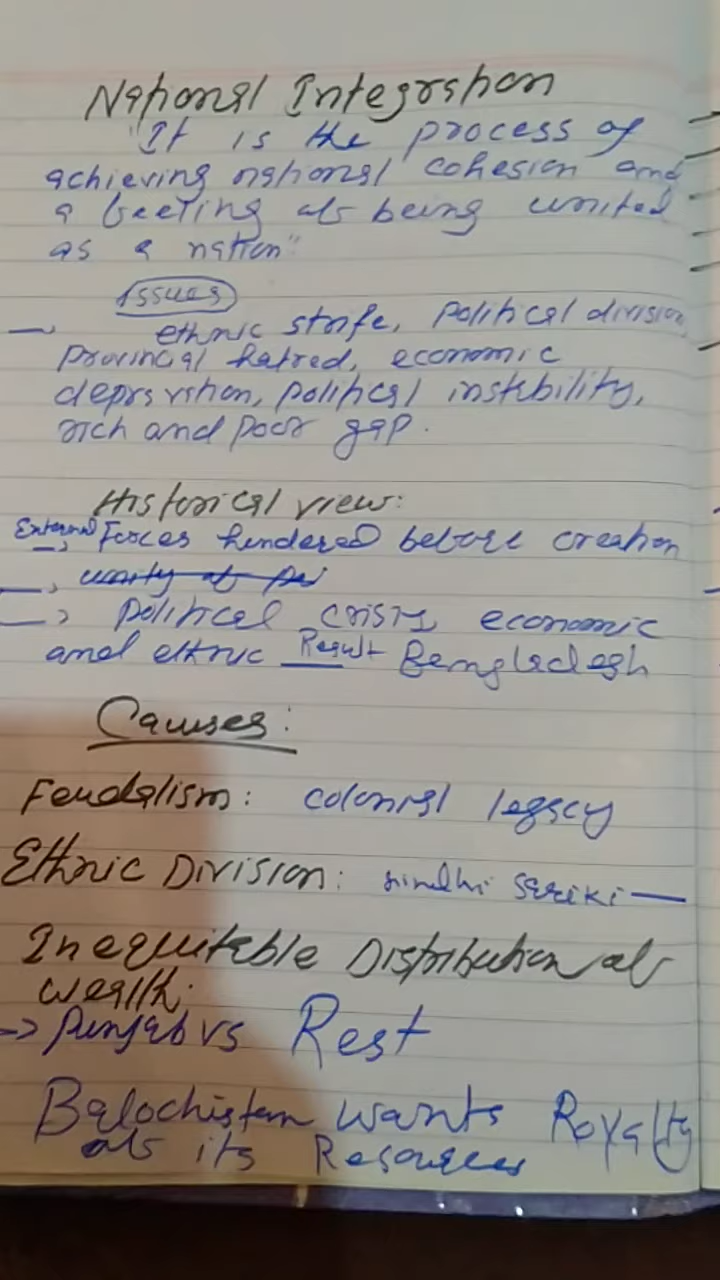 National Integration
"It is the process of
achieving national cohesion and
a feeling of being united
as a nation"
Issues
→ ethnic strife, Political division,
Provincial hatred, economic
deprivation, political instability,
rich and poor gap.
Historical view:
External Forces hendered before creation
political crisis, economic
and ethnic Result Bangladesh
Causes:
Feudalism: colonial legacy
Ethnic Division: sindhi Seriki —
Inequitable Distribution of
wealth:
→ Punjab vs Rest
Balochistan wants Royalty
of its Resources